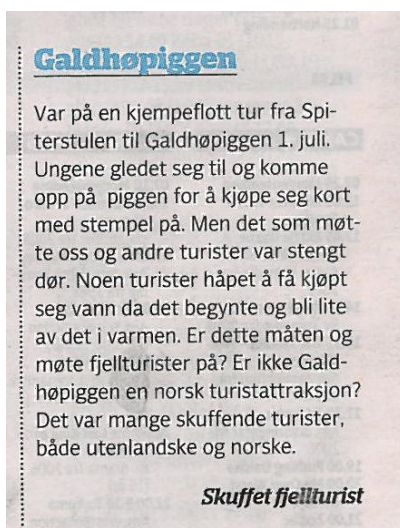 Galdhøpiggen
Var på en kjempeflott tur fra Spi-
terstulen til Galdhøpiggen 1. juli.
Ungene gledet seg til og komme
opp på piggen for å kjøpe seg kort
med stempel på. Men det som møt-
te oss og andre turister var stengt
dør. Noen turister håpet å få kjøpt
seg vann da det begynte og bli lite
av det i varmen. Er dette måten og
møte fjellturister på? Er ikke Gald-
høpiggen en norsk turistattraksjon?
Det var mange skuffende turister,
både utenlandske og norske.
Skuffet fjellturist